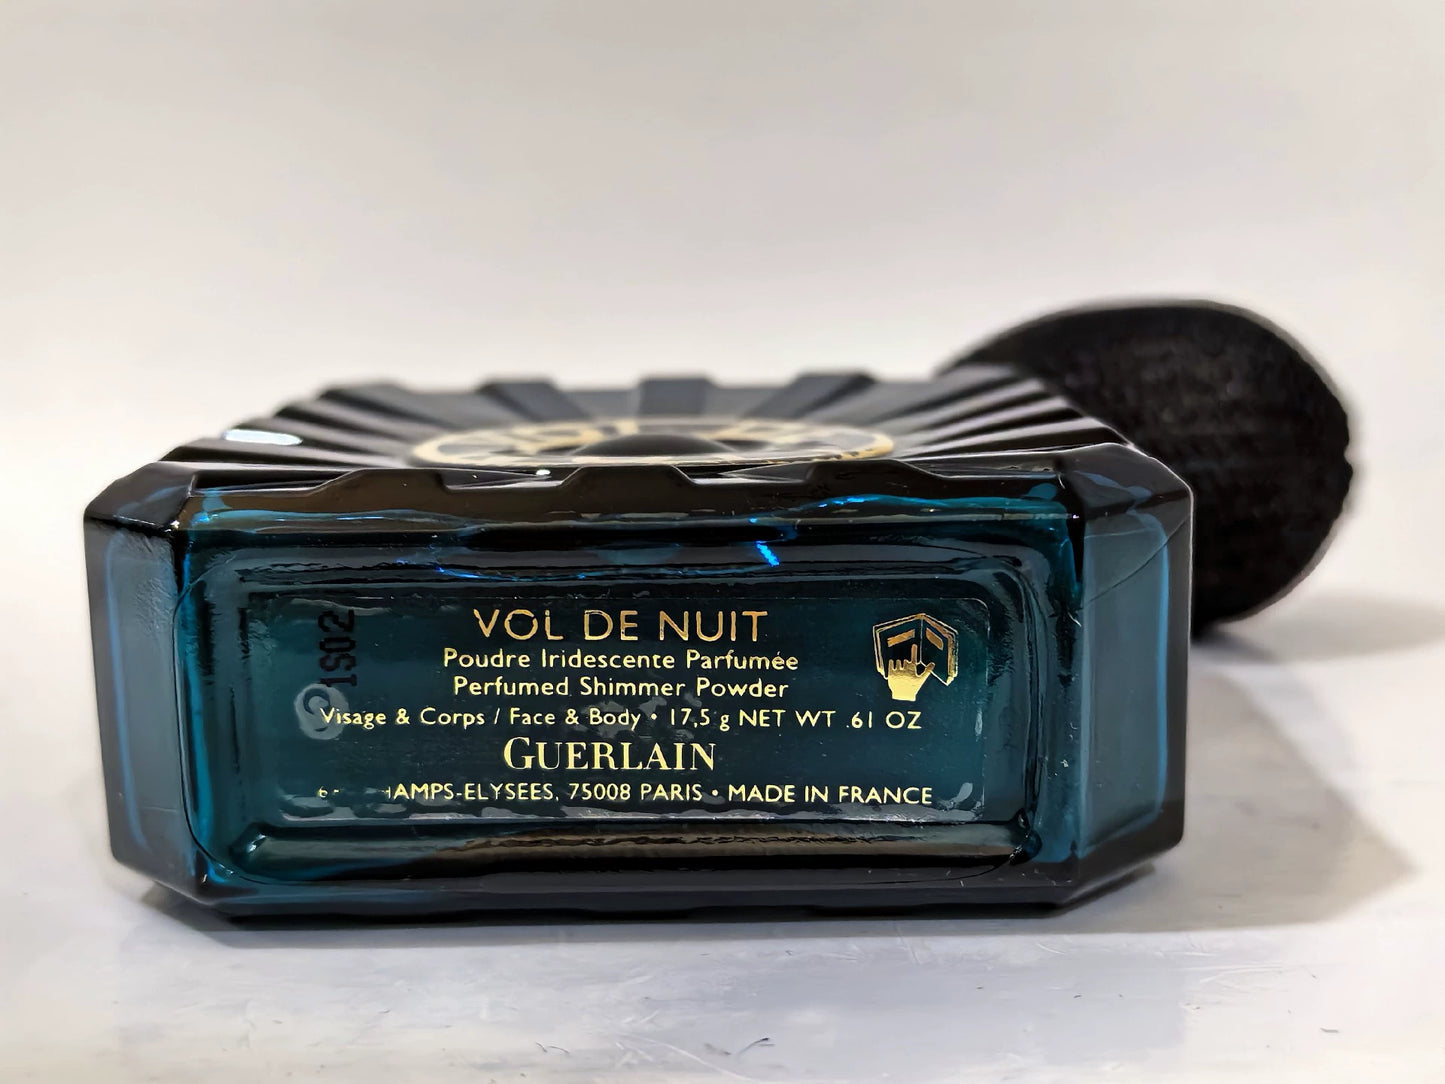 VOL DE NUIT
Poudre Iridescente Parfumée
Perfumed Shimmer Powder
Visage & Corps / Face & Body • 17,5 g NET WT .61 OZ
GUERLAIN
AMPS-ELYSEES, 75008 PARIS • MADE IN FRANCE
1S02